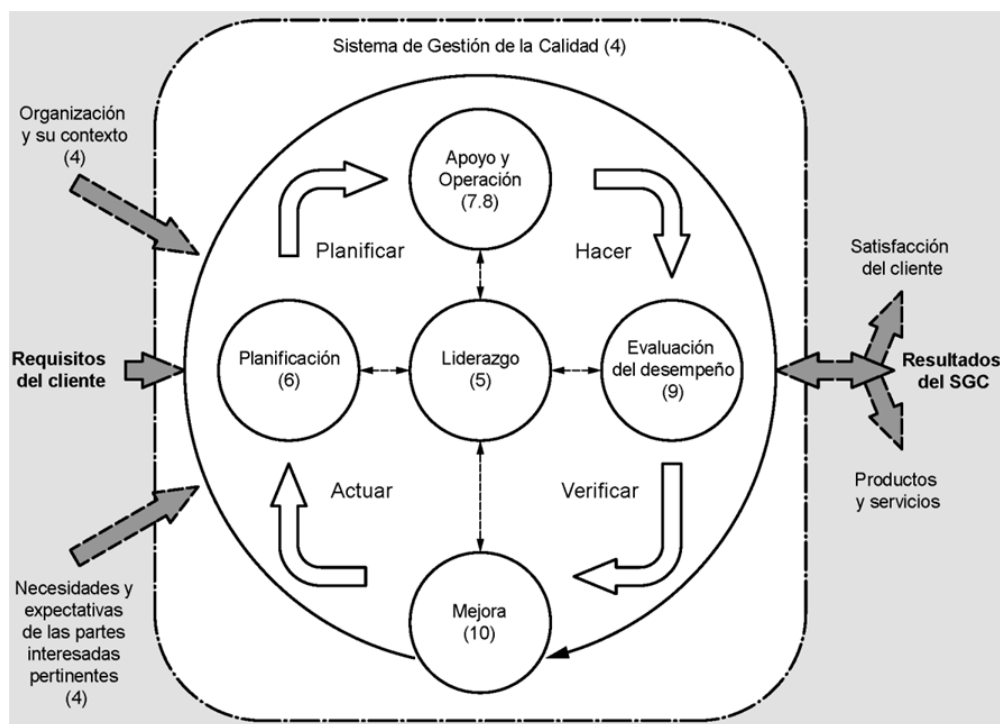 Sistema de Gestión de la Calidad (4)
Organización
y su contexto
(4)
Apoyo y
Operación
(7.8)
Planificar
Hacer
Satisfacción
del cliente
Requisitos
del cliente
Planificación
(6)
Liderazgo
(5)
Evaluación
del desempeño
(9)
Resultados
del SGC
Actuar
Verificar
Productos
y servicios
Necesidades y
expectativas
de las partes
interesadas
pertinentes
(4)
Mejora
(10)